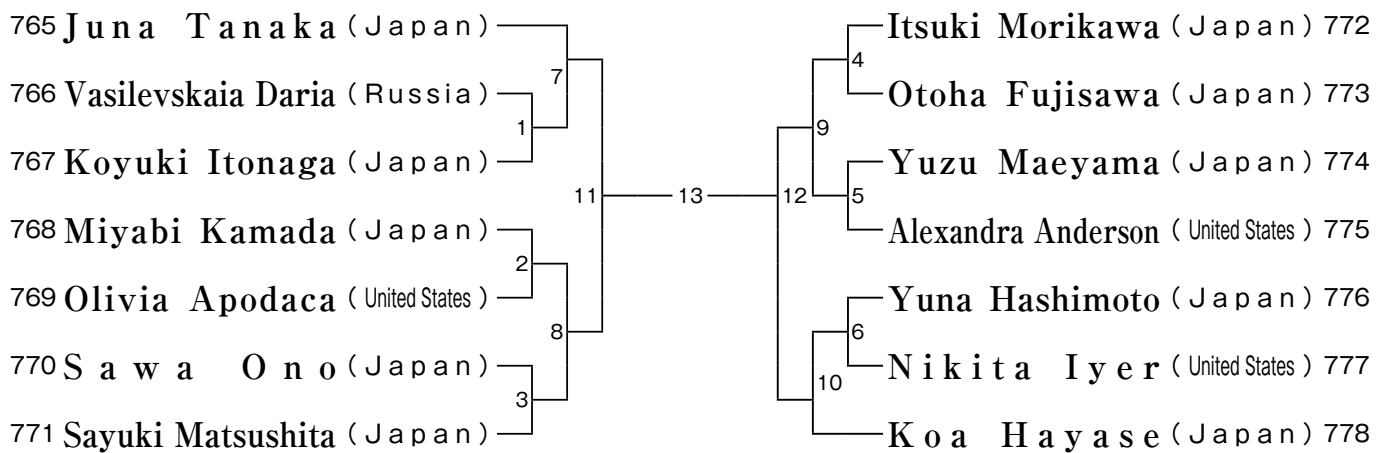 765 Juna Tanaka (Japan)
766 Vasilevskaia Daria (Russia)
767 Koyuki Itonaga (Japan)
768 Miyabi Kamada (Japan)
769 Olivia Apodaca (United States)
770 Sawa Ono (Japan)
771 Sayuki Matsushita (Japan)
7
1
11
2
8
3
13
4
9
12
5
6
10
Itsuki Morikawa (Japan) 772
Otoha Fujisawa (Japan) 773
Yuzu Maeyama (Japan) 774
Alexandra Anderson (United States) 775
Yuna Hashimoto (Japan) 776
Nikita Iyer (United States) 777
Koa Hayase (Japan) 778